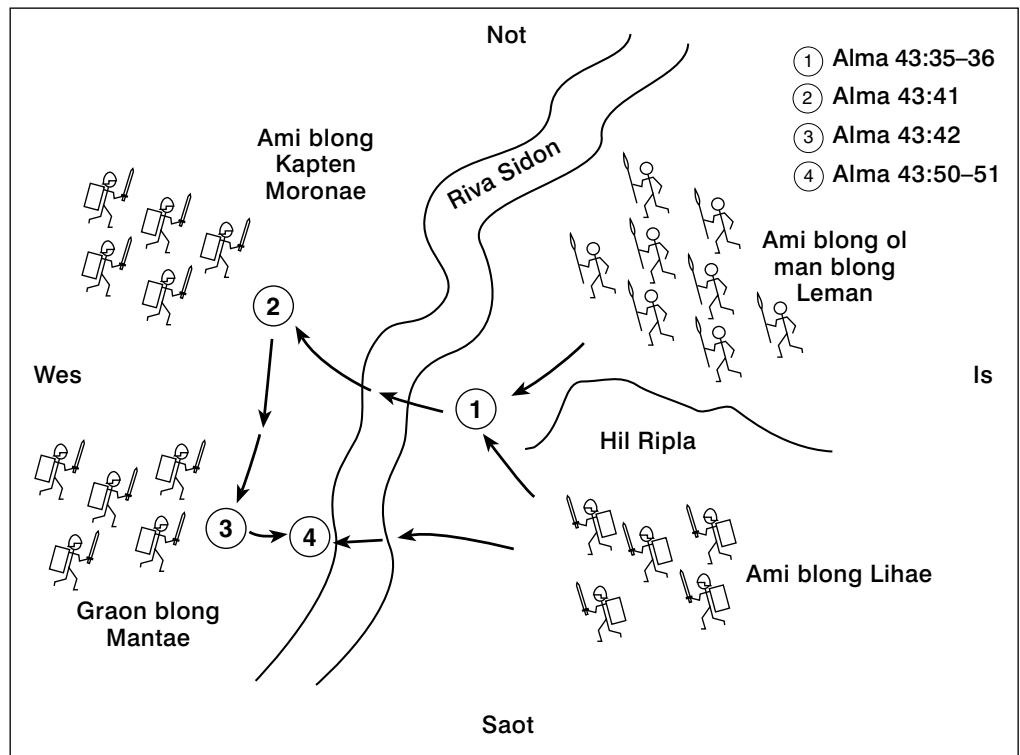 Not
1 Alma 43:35–36
2 Alma 43:41
3 Alma 43:42
4 Alma 43:50–51
Ami blong
Kapten
Moronae
Riva Sidon
Ami blong ol
man blong
Leman
2
Wes
Is
1
Hil Ripla
3
4
Ami blong Lihae
Graon blong
Mantae
Saot